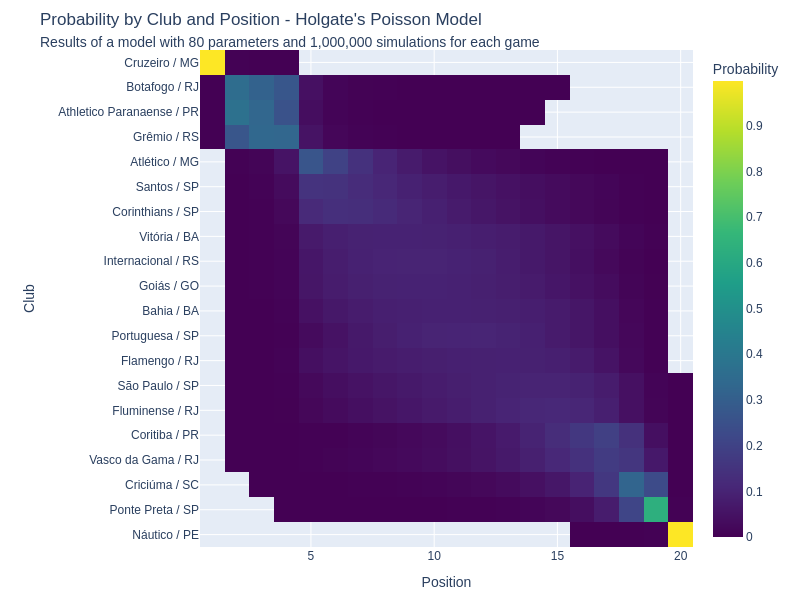 Probability by Club and Position - Holgate's Poisson Model
Results of a model with 80 parameters and 1,000,000 simulations for each game
Probability
Club
Cruzeiro / MG
Botafogo / RJ
Athletico Paranaense / PR
Grêmio / RS
Atlético / MG
Santos / SP
Corinthians / SP
Vitória / BA
Internacional / RS
Goiás / GO
Bahia / BA
Portuguesa / SP
Flamengo / RJ
São Paulo / SP
Fluminense / RJ
Coritiba / PR
Vasco da Gama / RJ
Criciúma / SC
Ponte Preta / SP
Náutico / PE
0.9
0.8
0.7
0.6
0.5
0.4
0.3
0.2
0.1
0
5 10 15 20
Position